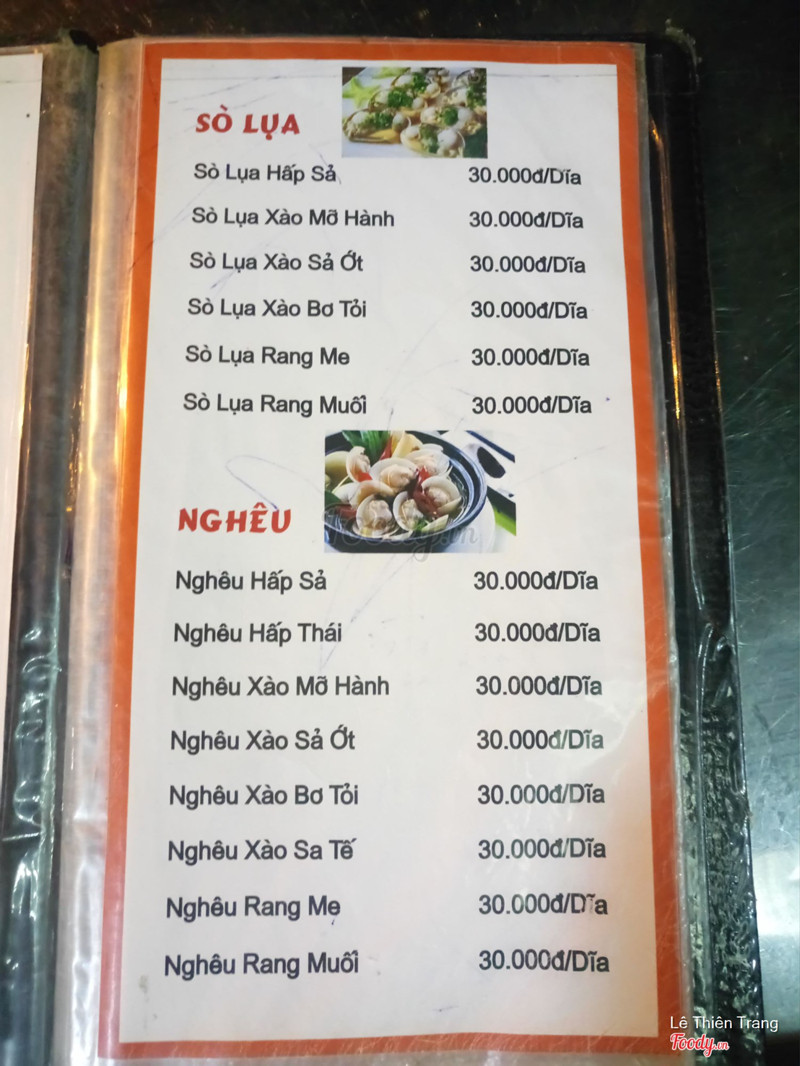 SÒ LỤA
Sò Lụa Hấp Sả 30.000đ/Dĩa
Sò Lụa Xào Mỡ Hành 30.000đ/Dĩa
Sò Lụa Xào Sả Ớt 30.000đ/Dĩa
Sò Lụa Xào Bơ Tỏi 30.000đ/Dĩa
Sò Lụa Rang Me 30.000đ/Dĩa
Sò Lụa Rang Muối 30.000đ/Dĩa
NGHÊU
Foody.vn
Nghêu Hấp Sả 30.000đ/Dĩa
Nghêu Hấp Thái 30.000đ/Dĩa
Nghêu Xào Mỡ Hành 30.000đ/Dĩa
Nghêu Xào Sả Ớt 30.000đ/Dĩa
Nghêu Xào Bơ Tỏi 30.000đ/Dĩa
Nghêu Xào Sa Tế 30.000đ/Dĩa
Nghêu Rang Mẹ 30.000đ/Dĩa
Nghêu Rang Muối 30.000đ/Dĩa
Lê Thiên Trang
Foody.vn